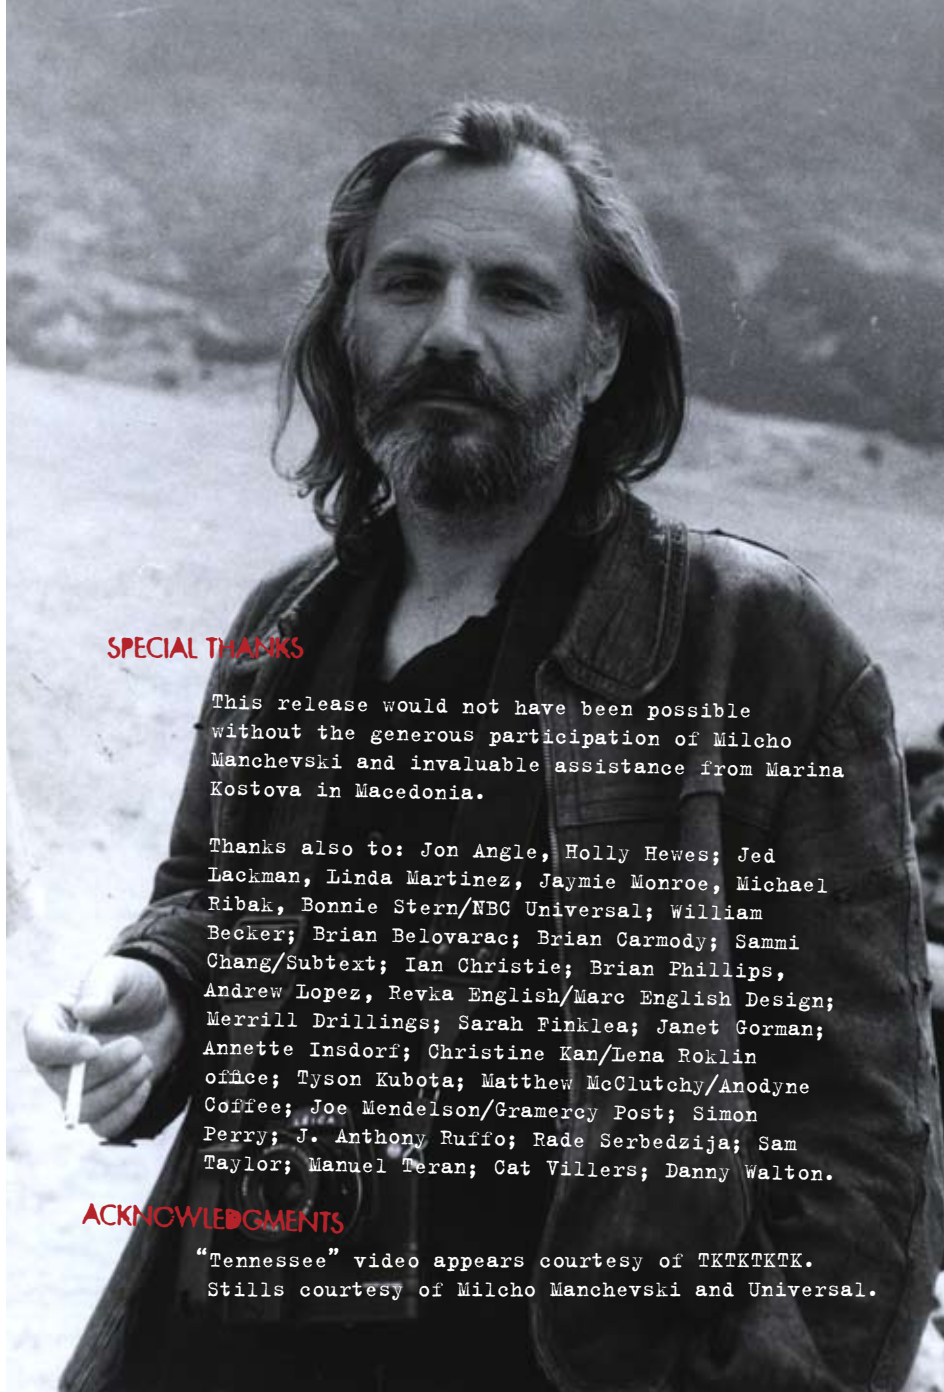 SPECIAL THANKS
This release would not have been possible
without the generous participation of Milcho
Manchevski and invaluable assistance from Marina
Kostova in Macedonia.
Thanks also to: Jon Angle, Holly Hewes; Jed
Lackman, Linda Martinez, Jaymie Monroe, Michael
Ribak, Bonnie Stern/NBC Universal; William
Becker; Brian Belovarac; Brian Carmody; Sammi
Chang/Subtext; Ian Christie; Brian Phillips,
Andrew Lopez, Revka English/Marc English Design;
Merrill Drillings; Sarah Finklea; Janet Gorman;
Annette Insdorf; Christine Kan/Lena Roklin
office; Tyson Kubota; Matthew McClutchy/Anodyne
Coffee; Joe Mendelson/Gramercy Post; Simon
Perry; J. Anthony Ruffo; Rade Serbedzija; Sam
Taylor; Manuel Teran; Cat Villers; Danny Walton.
ACKNOWLEDGMENTS
“Tennessee” video appears courtesy of TKTKTKTK.
Stills courtesy of Milcho Manchevski and Universal.